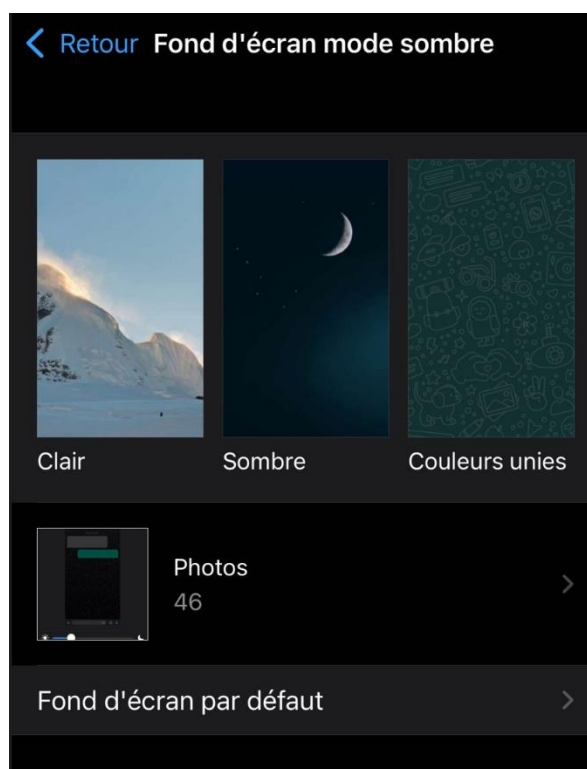 Retour Fond d'écran mode sombre
Clair
Sombre
Couleurs unies
Photos
46
Fond d'écran par défaut